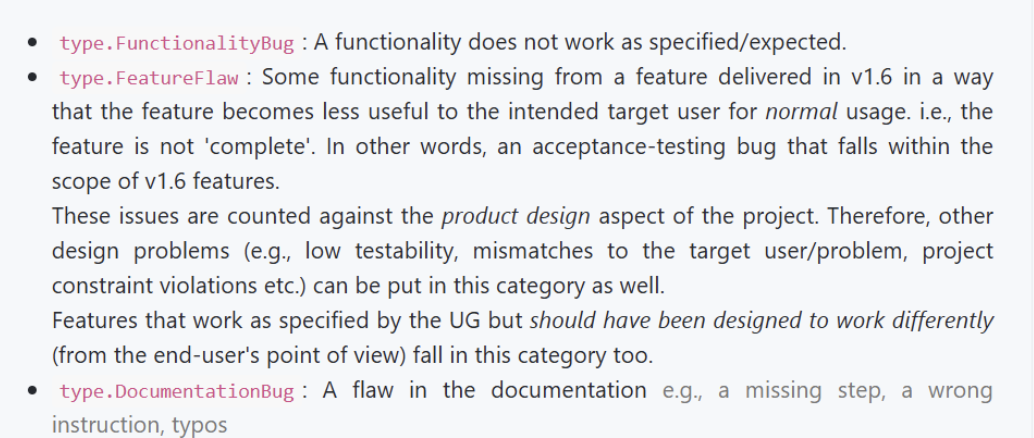 • type.FunctionalityBug : A functionality does not work as specified/expected.
• type.FeatureFlaw : Some functionality missing from a feature delivered in v1.6 in a way
that the feature becomes less useful to the intended target user for normal usage. i.e., the
feature is not 'complete'. In other words, an acceptance-testing bug that falls within the
scope of v1.6 features.
These issues are counted against the product design aspect of the project. Therefore, other
design problems (e.g., low testability, mismatches to the target user/problem, project
constraint violations etc.) can be put in this category as well.
Features that work as specified by the UG but should have been designed to work differently
(from the end-user's point of view) fall in this category too.
• type.DocumentationBug : A flaw in the documentation e.g., a missing step, a wrong
instruction, typos